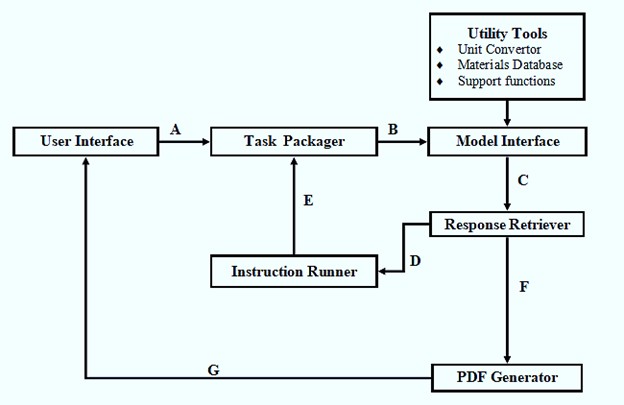 Utility Tools
♦ Unit Convertor
♦ Materials Database
♦ Support functions
A
B
User Interface
Task Packager
Model Interface
C
E
Response Retriever
D
Instruction Runner
F
G
PDF Generator